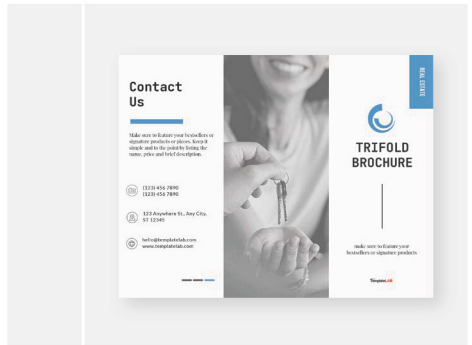 Contact
Us
Make sure to feature your bestsellers or
signature products or pieces. Keep it
simple and to the point by listing the
name, price and brief description.
(123) 456 7890
(123) 456 7890
123 Anywhere St., Any City,
ST 12345
hello@templatelab.com
www.templatelab.com
REAL ESTATE
TRIFOLD
BROCHURE
make sure to feature your
bestsellers or signature products
TemplateLAB